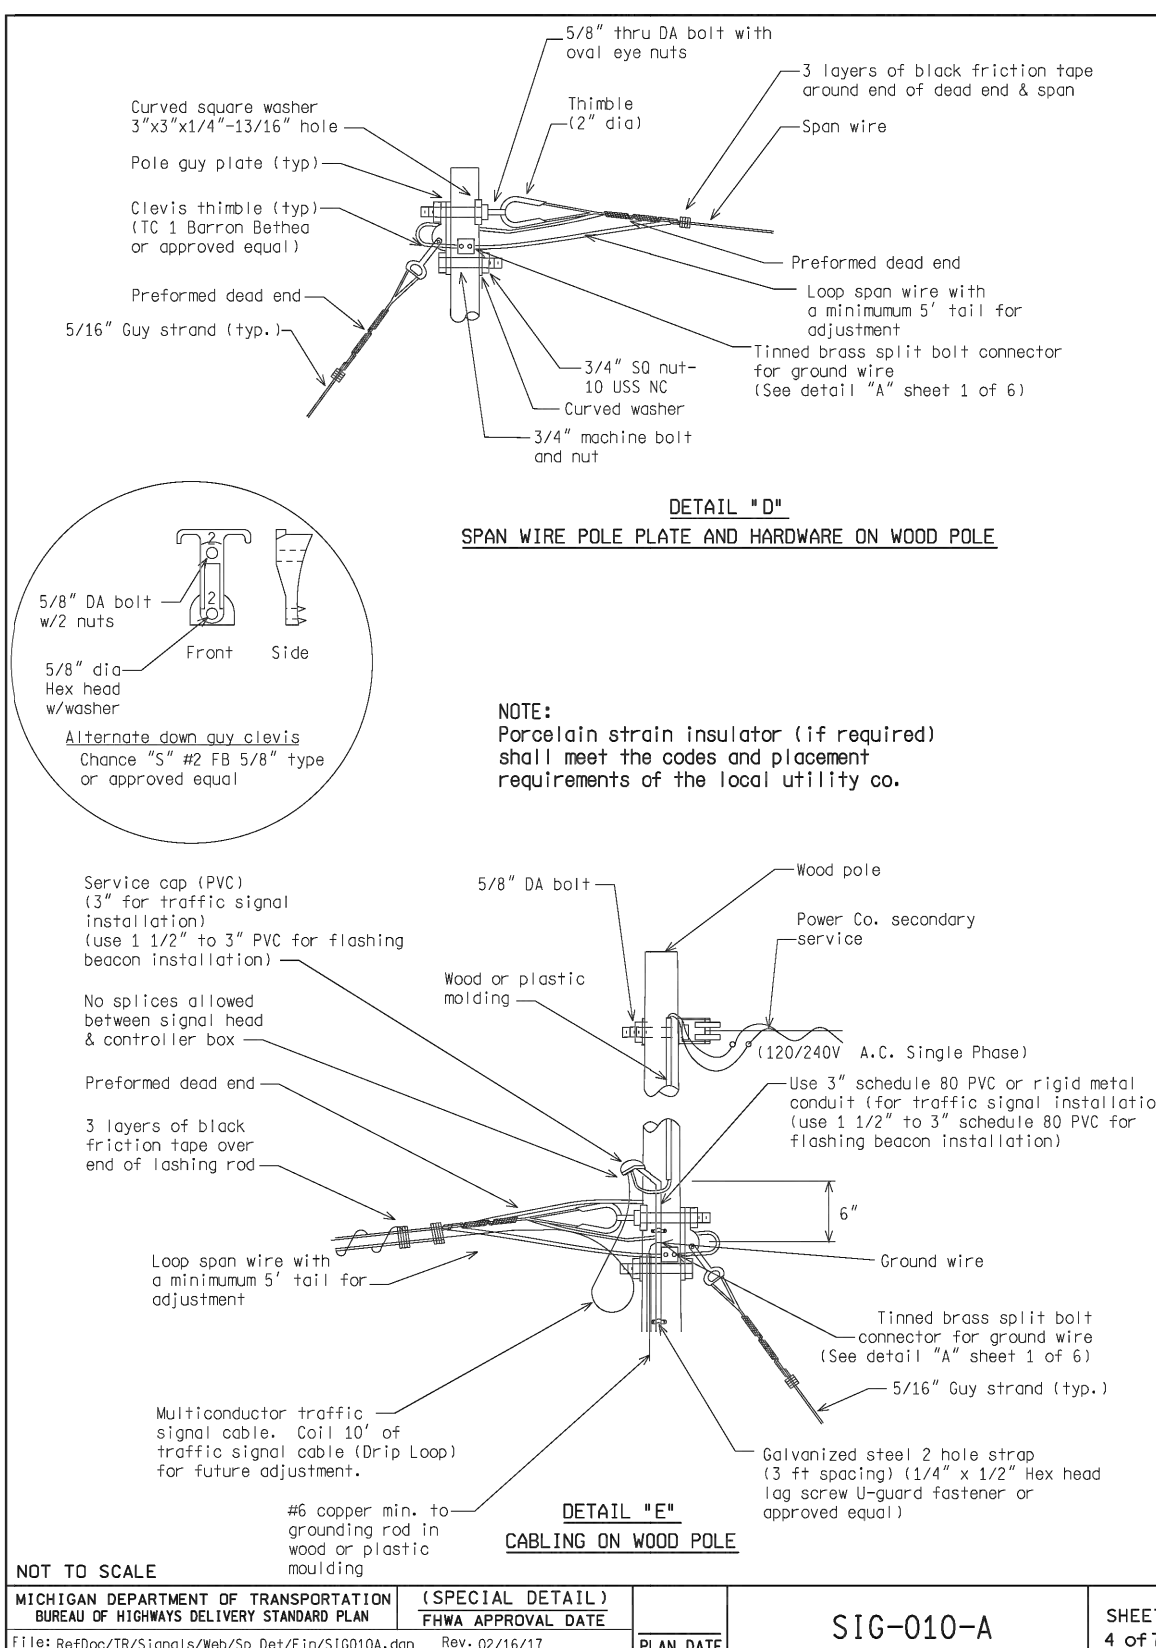 5/8" thru DA bolt with
oval eye nuts
3 layers of black friction tape
around end of dead end & span
Curved square washer
3"x3"x1/4"-13/16" hole
Thimble
(2" dia)
Span wire
Pole guy plate (typ)
Clevis thimble (typ)
(TC 1 Barron Bethea
or approved equal)
Preformed dead end
Preformed dead end
Loop span wire with
a minimumum 5' tail for
adjustment
5/16" Guy strand (typ.)
Tinned brass split bolt connector
for ground wire
(See detail "A" sheet 1 of 6)
3/4" SQ nut-
10 USS NC
Curved washer
3/4" machine bolt
and nut
DETAIL "D"
SPAN WIRE POLE PLATE AND HARDWARE ON WOOD POLE
2
2
5/8" DA bolt
w/2 nuts
Front
Side
5/8" dia
Hex head
w/washer
Alternate down guy clevis
Chance "S" #2 FB 5/8" type
or approved equal
NOTE:
Porcelain strain insulator (if required)
shall meet the codes and placement
requirements of the local utility co.
Service cap (PVC)
(3" for traffic signal
installation)
(use 1 1/2" to 3" PVC for flashing
beacon installation)
5/8" DA bolt
Wood pole
Power Co. secondary
service
Wood or plastic
molding
No splices allowed
between signal head
& controller box
(120/240V A.C. Single Phase)
Preformed dead end
Use 3" schedule 80 PVC or rigid metal
conduit (for traffic signal installatio
(use 1 1/2" to 3" schedule 80 PVC for
flashing beacon installation)
3 layers of black
friction tape over
end of lashing rod
6"
Loop span wire with
a minimumum 5' tail for
adjustment
Ground wire
Tinned brass split bolt
connector for ground wire
(See detail "A" sheet 1 of 6)
5/16" Guy strand (typ.)
Multiconductor traffic
signal cable. Coil 10' of
traffic signal cable (Drip Loop)
for future adjustment.
Galvanized steel 2 hole strap
(3 ft spacing) (1/4" x 1/2" Hex head
lag screw U-guard fastener or
approved equal)
#6 copper min. to
grounding rod in
wood or plastic
moulding
DETAIL "E"
CABLING ON WOOD POLE
NOT TO SCALE
MICHIGAN DEPARTMENT OF TRANSPORTATION
BUREAU OF HIGHWAYS DELIVERY STANDARD PLAN
(SPECIAL DETAIL)
FHWA APPROVAL DATE
PLAN DATE
SIG-010-A
SHEET
4 of 7
File: RefDoc/TR/Signals/Web/Sp Det/Fin/SIG010A.dgn Rev. 02/16/17